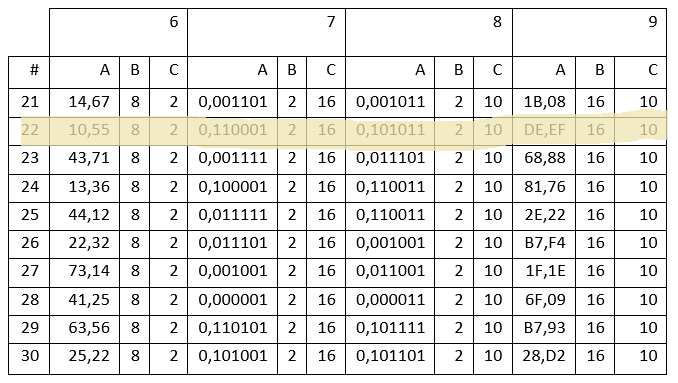 6 7 8 9
# A B C A B C A B C A B C
21 14,67 8 2 0,001101 2 16 0,001011 2 10 1B,08 16 10
22 10,55 8 2 0,110001 2 16 0,101011 2 10 DE,EF 16 10
23 43,71 8 2 0,001111 2 16 0,011101 2 10 68,88 16 10
24 13,36 8 2 0,100001 2 16 0,110011 2 10 81,76 16 10
25 44,12 8 2 0,011111 2 16 0,110011 2 10 2E,22 16 10
26 22,32 8 2 0,011101 2 16 0,001001 2 10 B7,F4 16 10
27 73,14 8 2 0,001001 2 16 0,011001 2 10 1F,1E 16 10
28 41,25 8 2 0,000001 2 16 0,000011 2 10 6F,09 16 10
29 63,56 8 2 0,110101 2 16 0,101111 2 10 B7,93 16 10
30 25,22 8 2 0,101001 2 16 0,101101 2 10 28,D2 16 10